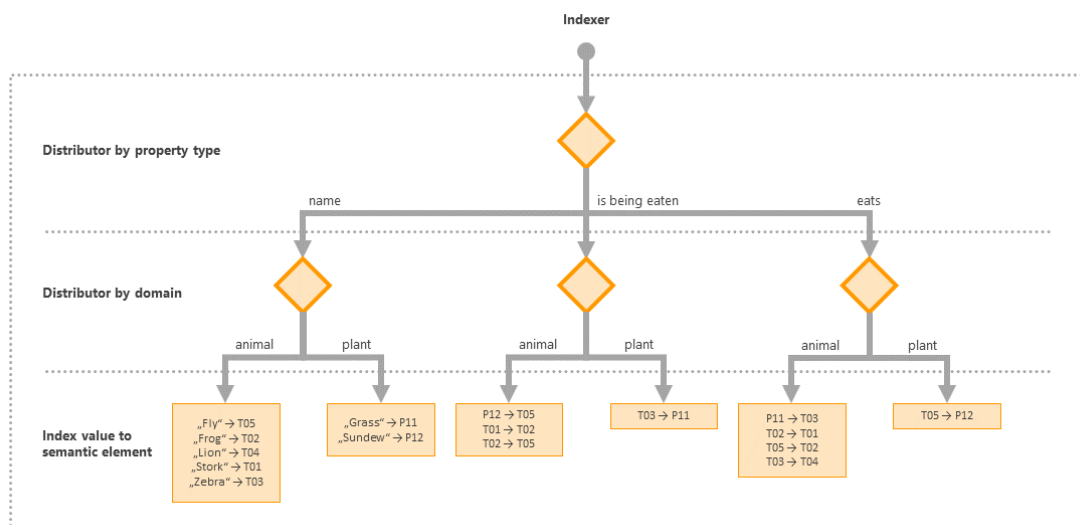 Indexer
Distributor by property type
name
is being eaten
eats
Distributor by domain
animal
plant
animal
plant
animal
plant
Index value to
semantic element
„Fly“ → T05
„Frog“ → T02
„Lion“ → T04
„Stork“ → T01
„Zebra“ → T03
„Grass“ → P11
„Sundew“ → P12
P12 → T05
T01 → T02
T02 → T05
T03 → P11
P11 → T03
T02 → T01
T05 → T02
T03 → T04
T05 → P12